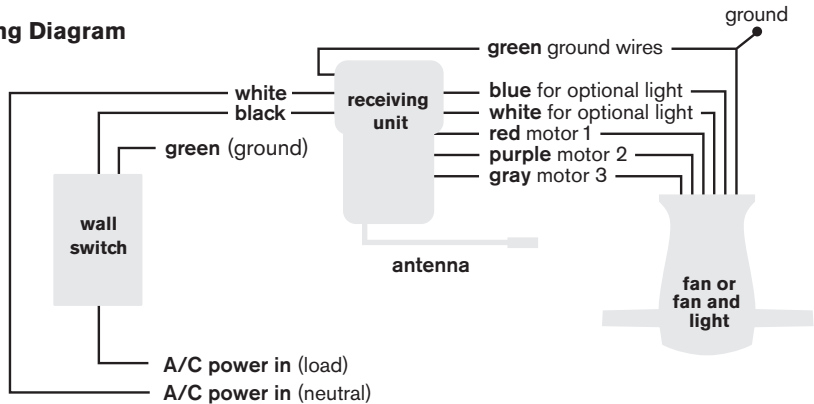 ng Diagram
ground
green ground wires
white
black
green (ground)
receiving
unit
blue for optional light
white for optional light
red motor 1
purple motor 2
gray motor 3
wall
switch
antenna
fan or
fan and
light
A/C power in (load)
A/C power in (neutral)